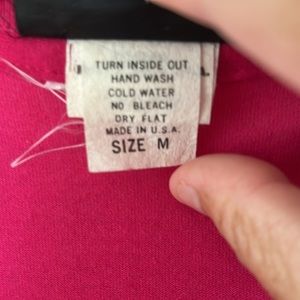 TURN INSIDE OUT
HAND WASH
COLD WATER
NO BLEACH
DRY FLAT
MADE IN U.S.A.
SIZE M